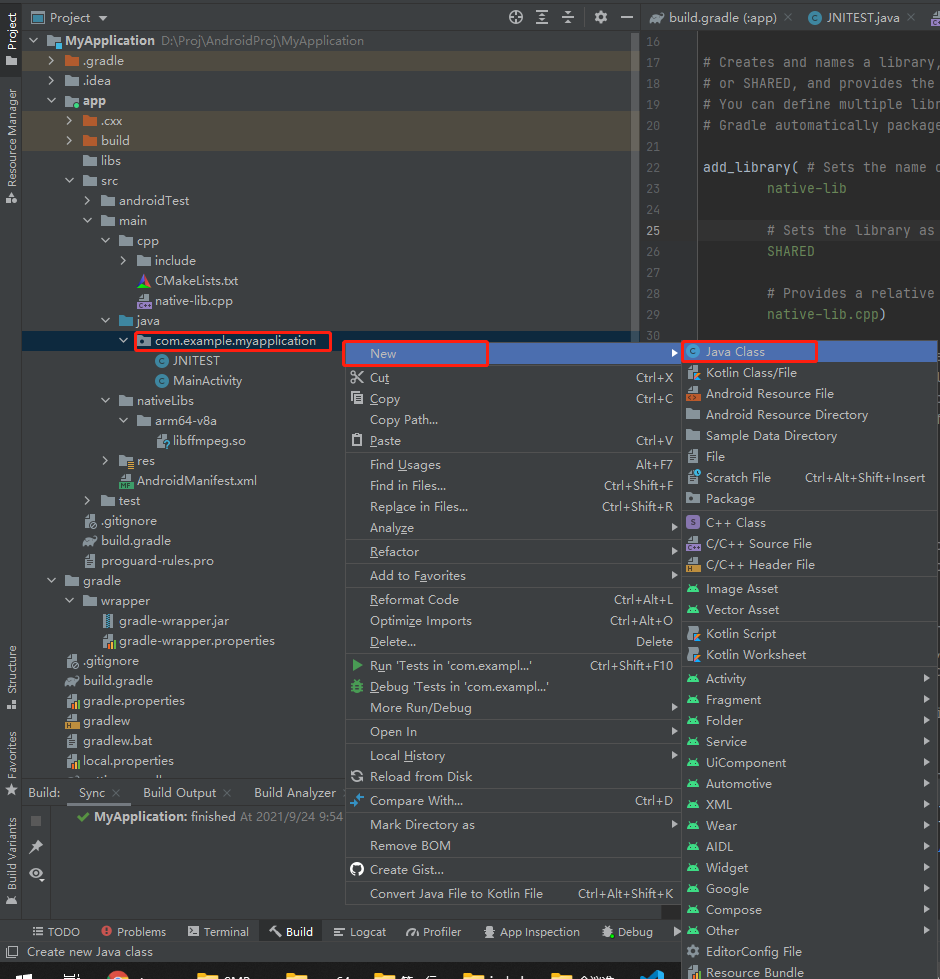 Project
build.gradle (:app)
JNITEST.java
Project
Resource Manager
Structure
Favorites
Build Variants
MyApplication D:\Proj\AndroidProj\MyApplication
.gradle
.idea
app
.cxx
build
libs
src
androidTest
main
cpp
include
CMakeLists.txt
native-lib.cpp
java
com.example.myapplication
JNITEST
MainActivity
nativeLibs
arm64-v8a
libffmpeg.so
res
AndroidManifest.xml
test
.gitignore
build.gradle
proguard-rules.pro
gradle
wrapper
gradle-wrapper.jar
gradle-wrapper.properties
.gitignore
build.gradle
gradle.properties
gradlew
gradlew.bat
local.properties
16
17 # Creates and names a library,
18 # or SHARED, and provides the
19 # You can define multiple libr
20 # Gradle automatically package
21
22 add_library( # Sets the name o
23 native-lib
24
25 # Sets the library as
26 SHARED
27
28 # Provides a relative
29 native-lib.cpp)
30
New
Cut Ctrl+X
Copy Ctrl+C
Copy Path...
Paste Ctrl+V
Find Usages Alt+F7
Find in Files... Ctrl+Shift+F
Replace in Files... Ctrl+Shift+R
Analyze
Refactor
Add to Favorites
Reformat Code Ctrl+Alt+L
Optimize Imports Ctrl+Alt+O
Delete... Delete
Run 'Tests in 'com.exampl...' Ctrl+Shift+F10
Debug 'Tests in 'com.exampl...'
More Run/Debug
Open In
Local History
Reload from Disk
Compare With... Ctrl+D
Mark Directory as
Remove BOM
Create Gist...
Convert Java File to Kotlin File Ctrl+Alt+Shift+K
Java Class
Kotlin Class/File
Android Resource File
Android Resource Directory
Sample Data Directory
File
Scratch File Ctrl+Alt+Shift+Insert
Package
C++ Class
C/C++ Source File
C/C++ Header File
Image Asset
Vector Asset
Kotlin Script
Kotlin Worksheet
Activity
Fragment
Folder
Service
UiComponent
Automotive
XML
Wear
AIDL
Widget
Google
Compose
Other
EditorConfig File
Resource Bundle
Build: Sync Build Output Build Analyzer
MyApplication: finished At 2021/9/24 9:54
TODO Problems Terminal Build Logcat Profiler App Inspection Debug
Create new Java class